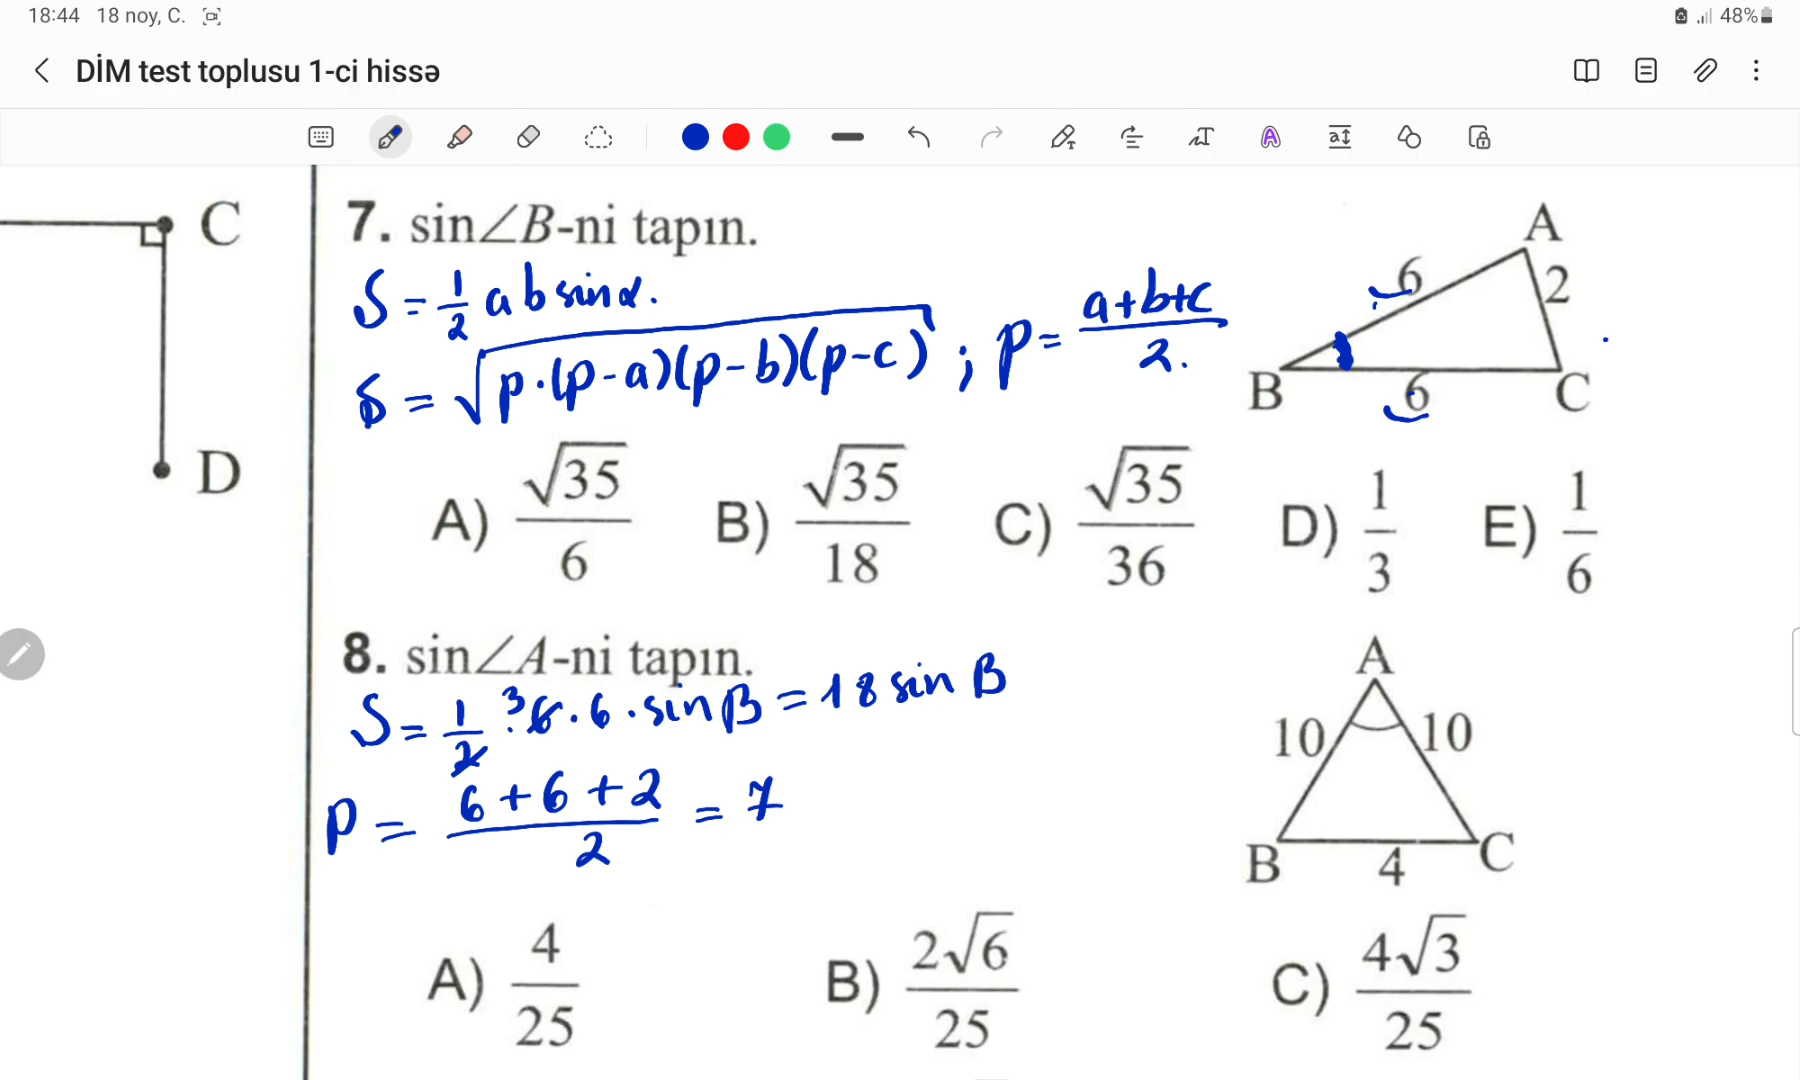 18:44 18 noy, C. 48%
DİM test toplusu 1-ci hissə
C
D
7. sin∠B-ni tapın.
S = 1/2 a b sin α.
S = √p·(p-a)(p-b)(p-c) ; p = a+b+c/2.
A
6
2
B
6
C
A) √35/6 B) √35/18 C) √35/36 D) 1/3 E) 1/6
8. sin∠A-ni tapın.
S = 1/2 · 3 6 · 6 · sin B = 18 sin B
P = 6+6+2/2 = 7
A
10
10
B
4
C
A) 4/25 B) 2√6/25 C) 4√3/25